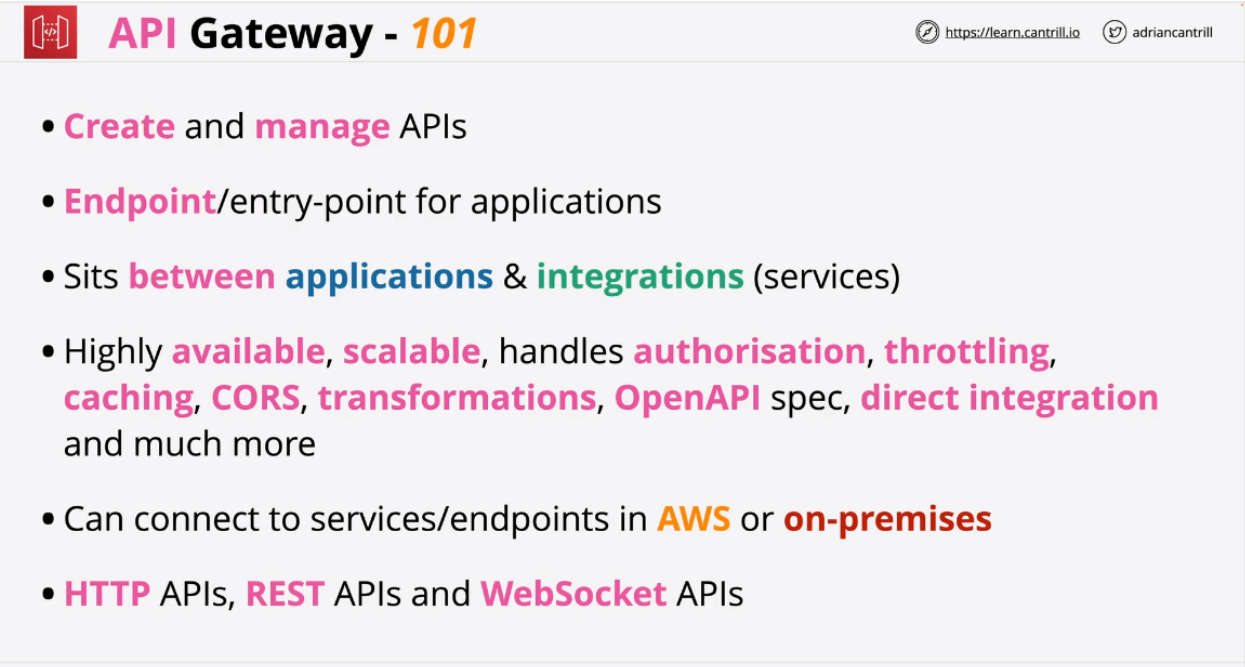 API Gateway - 101
https://learn.cantrill.io
adriancantrill
• Create and manage APIs
• Endpoint/entry-point for applications
• Sits between applications & integrations (services)
• Highly available, scalable, handles authorisation, throttling,
caching, CORS, transformations, OpenAPI spec, direct integration
and much more
• Can connect to services/endpoints in AWS or on-premises
• HTTP APIs, REST APIs and WebSocket APIs